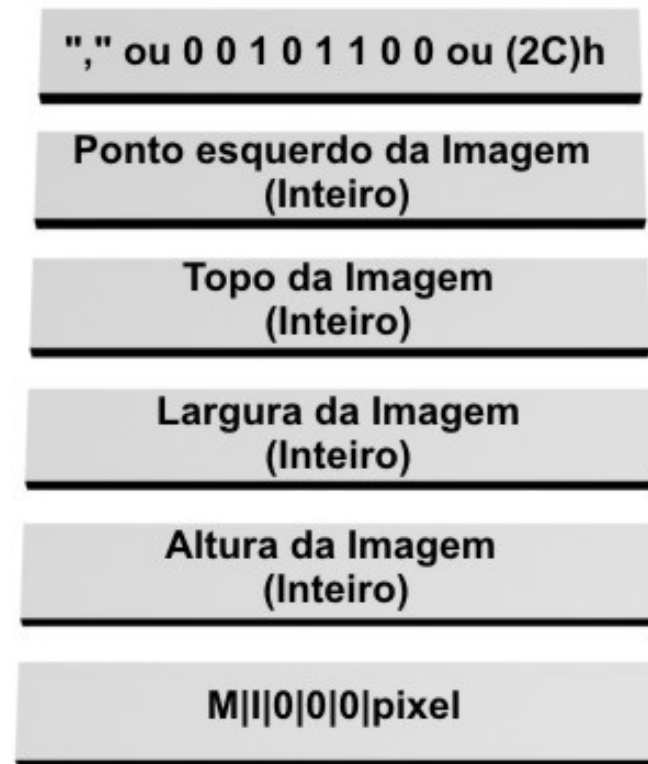 "," ou 0 0 1 0 1 1 0 0 ou (2C)h
Ponto esquerdo da Imagem
(Inteiro)
Topo da Imagem
(Inteiro)
Largura da Imagem
(Inteiro)
Altura da Imagem
(Inteiro)
M|I|0|0|0|pixel